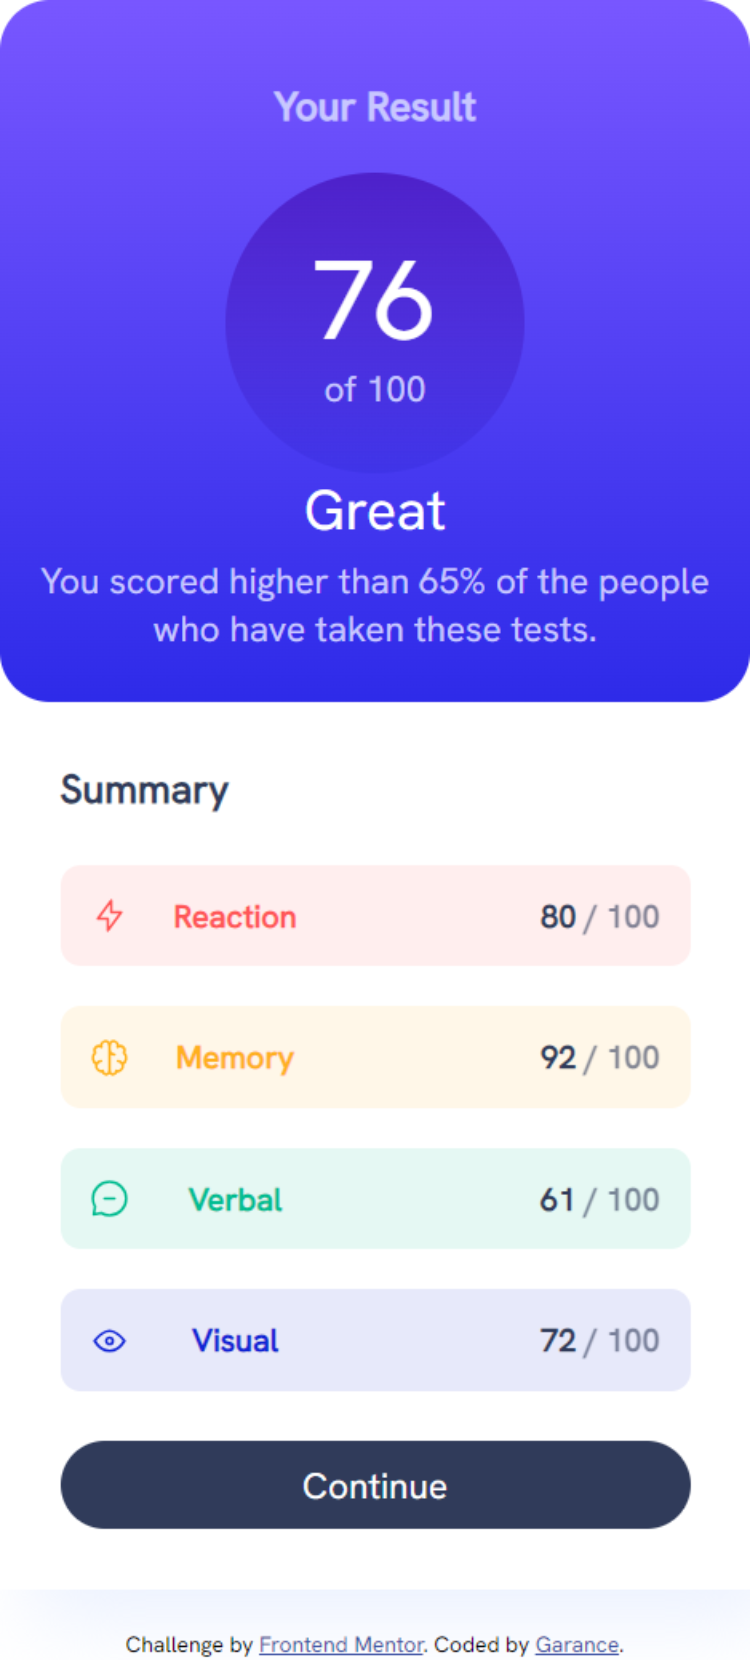 Your Result
76
of 100
Great
You scored higher than 65% of the people
who have taken these tests.
Summary
Reaction 80 / 100
Memory 92 / 100
Verbal 61 / 100
Visual 72 / 100
Continue
Challenge by Frontend Mentor. Coded by Garance.